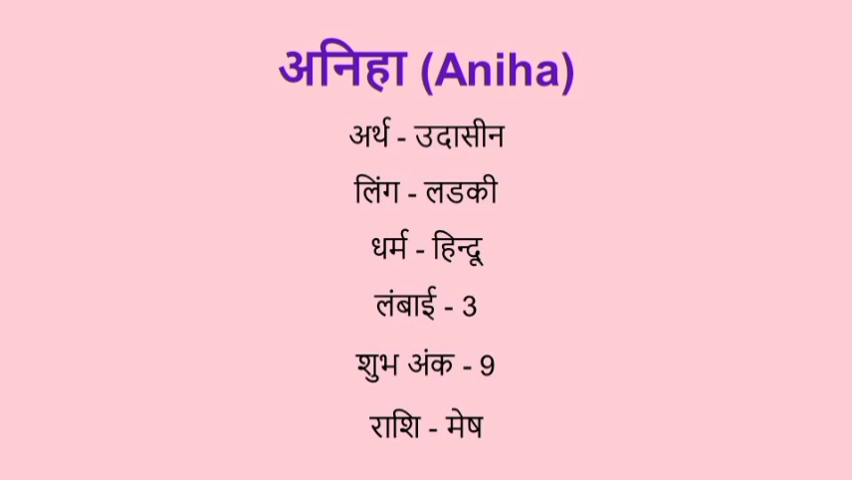 अनिहा (Aniha)
अर्थ - उदासीन
लिंग - लडकी
धर्म - हिन्दू
लंबाई - 3
शुभ अंक - 9
राशि - मेष